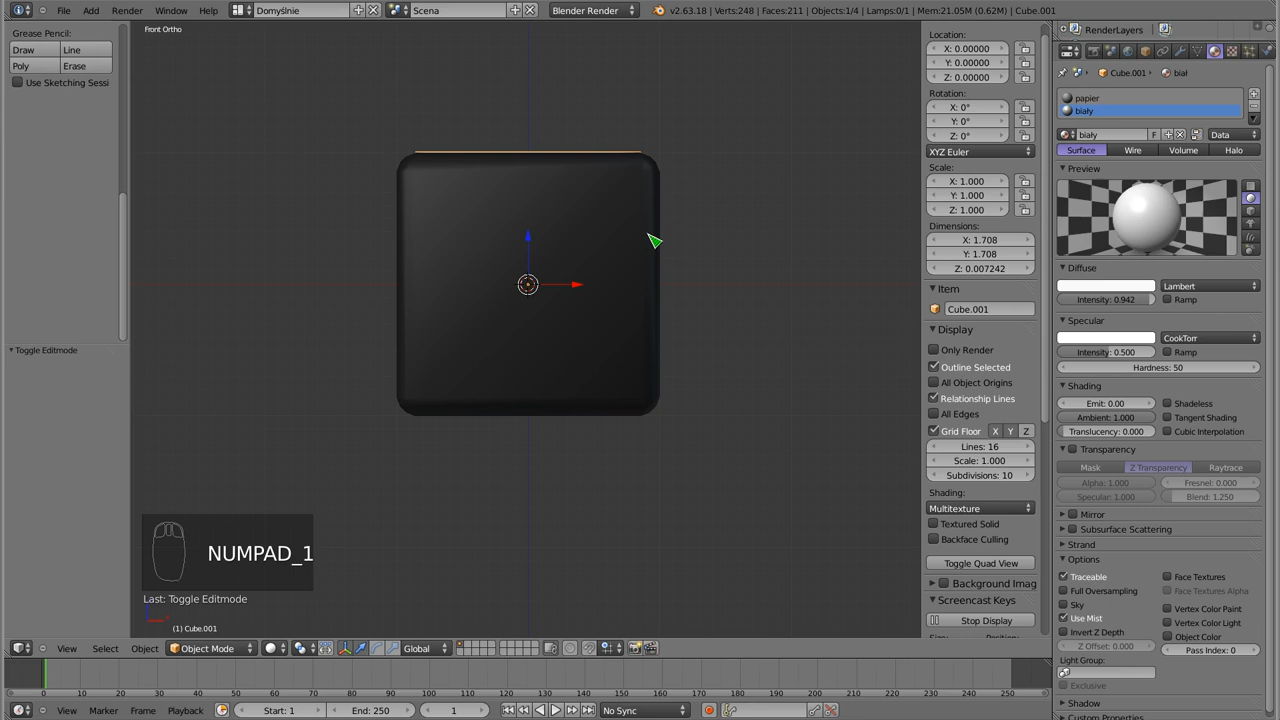 File Add Render Window Help Domyślnie Scena Blender Render v2.63.18 | Verts:248 | Faces:211 | Objects:1/4 | Lamps:0/1 | Mem:21.05M (0.62M) | Cube.001
Grease Pencil:
Draw Line
Poly Erase
Use Sketching Sessi
Toggle Editmode
Front Ortho
NUMPAD_1
Last: Toggle Editmode
(1) Cube.001
Location:
X: 0.00000
Y: 0.00000
Z: 0.00000
Rotation:
X: 0°
Y: 0°
Z: 0°
XYZ Euler
Scale:
X: 1.000
Y: 1.000
Z: 1.000
Dimensions:
X: 1.708
Y: 1.708
Z: 0.007242
Item
Cube.001
Display
Only Render
Outline Selected
All Object Origins
Relationship Lines
All Edges
Grid Floor X Y Z
Lines: 16
Scale: 1.000
Subdivisions: 10
Shading:
Multitexture
Textured Solid
Backface Culling
Toggle Quad View
Background Imag
Screencast Keys
Stop Display
RenderLayers
Cube.001 biał
papier
biały
biały F Data
Surface Wire Volume Halo
Preview
Diffuse
Lambert
Intensity: 0.942 Ramp
Specular
CookTorr
Intensity: 0.500 Ramp
Hardness: 50
Shading
Emit: 0.00 Shadeless
Ambient: 1.000 Tangent Shading
Translucency: 0.000 Cubic Interpolation
Transparency
Mask Z Transparency Raytrace
Alpha: 1.000 Fresnel: 0.000
Specular: 1.000 Blend: 1.250
Mirror
Subsurface Scattering
Strand
Options
Traceable Face Textures
Full Oversampling Face Textures Alpha
Sky Vertex Color Paint
Use Mist Vertex Color Light
Invert Z Depth Object Color
Z Offset: 0.000 Pass Index: 0
Light Group:
Exclusive
Shadow
Custom Properties
View Select Object Object Mode Global
0 10 20 30 40 50 60 70 80 90 100 110 120 130 140 150 160 170 180 190 200 210 220 230 240 250
View Marker Frame Playback Start: 1 End: 250 1 No Sync